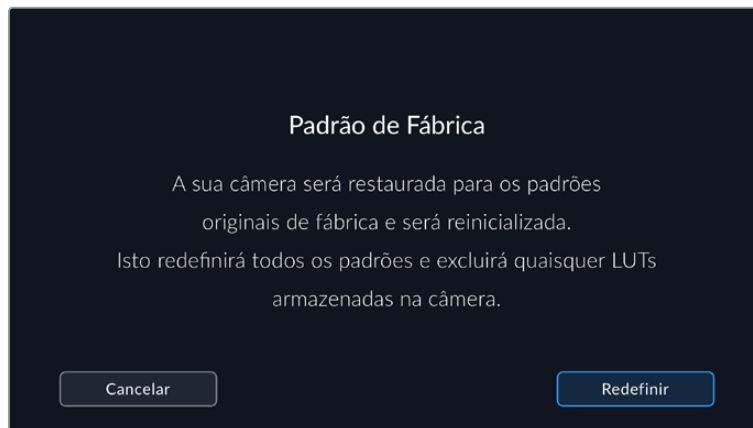 Padrão de Fábrica
A sua câmera será restaurada para os padrões
originais de fábrica e será reinicializada.
Isto redefinirá todos os padrões e excluirá quaisquer LUTs
armazenadas na câmera.
Cancelar
Redefinir